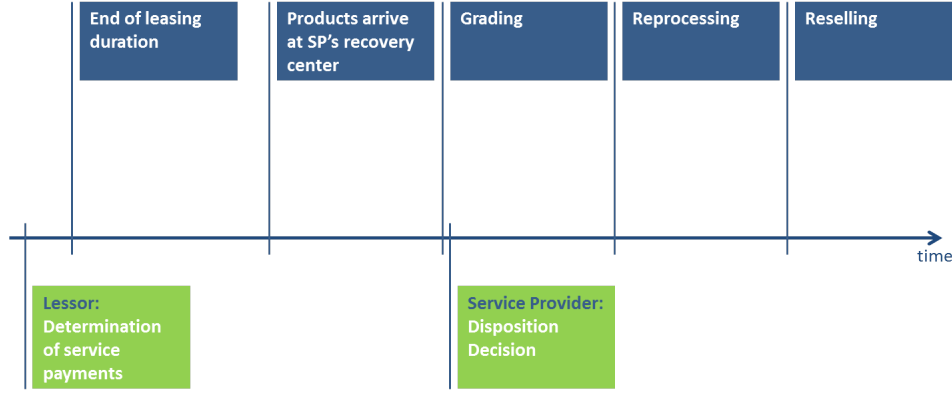 End of leasing
duration
Products arrive
at SP's recovery
center
Grading
Reprocessing
Reselling
time
Lessor:
Determination
of service
payments
Service Provider:
Disposition
Decision